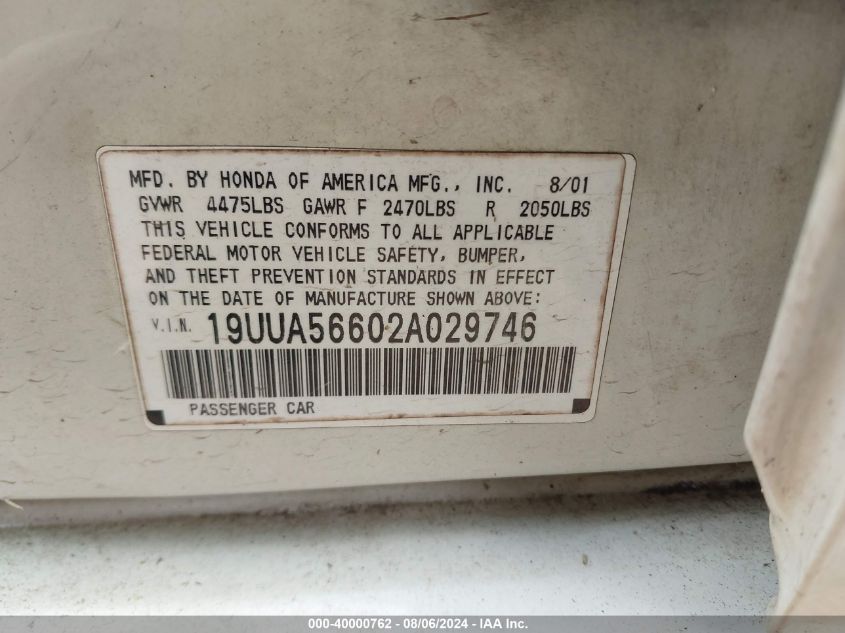 MFD. BY HONDA OF AMERICA MFG., INC. 8/01
GVWR 4475LBS GAWR F 2470LBS R 2050LBS
THIS VEHICLE CONFORMS TO ALL APPLICABLE
FEDERAL MOTOR VEHICLE SAFETY, BUMPER,
AND THEFT PREVENTION STANDARDS IN EFFECT
ON THE DATE OF MANUFACTURE SHOWN ABOVE:
V.I.N. 19UUA56602A029746
PASSENGER CAR
000-40000762 - 08/06/2024 - IAA Inc.